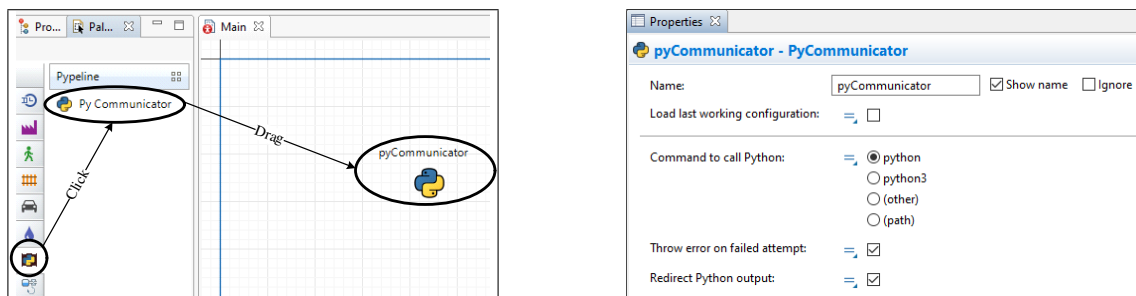 Pro...
Pal...
Main
Pypeline
Py Communicator
Drag
Click
pyCommunicator
Properties
pyCommunicator - PyCommunicator
Name:
pyCommunicator
Show name
Ignore
Load last working configuration:
Command to call Python:
python
python3
(other)
(path)
Throw error on failed attempt:
Redirect Python output: